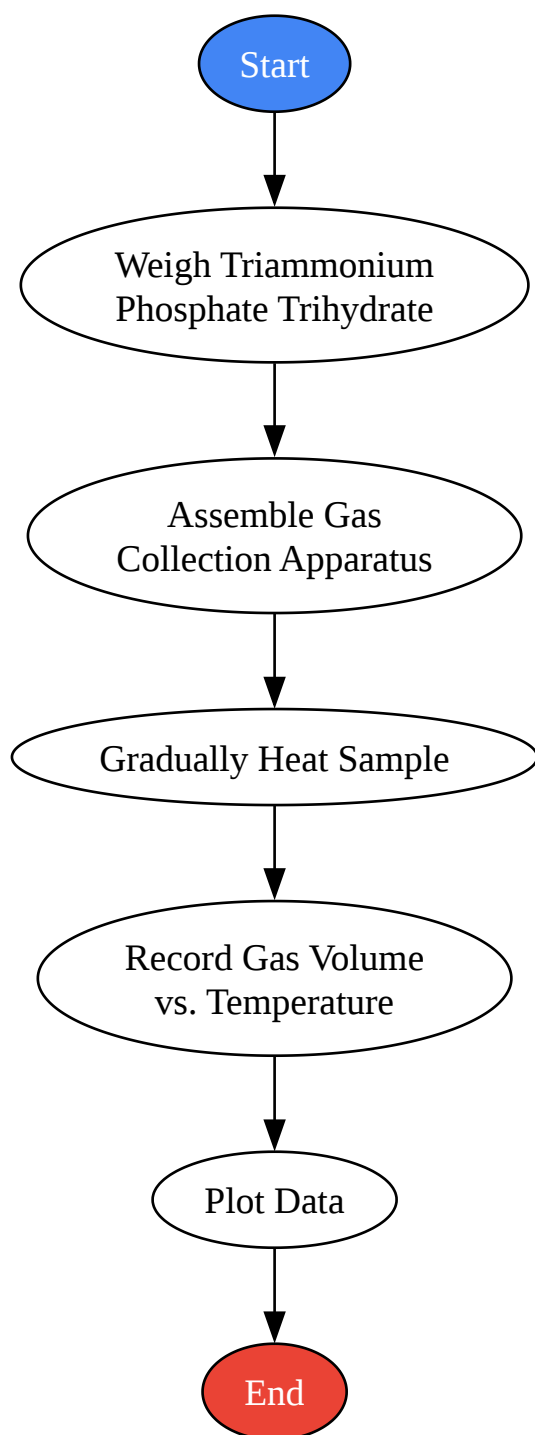 Start
Weigh Triammonium
Phosphate Trihydrate
Assemble Gas
Collection Apparatus
Gradually Heat Sample
Record Gas Volume
vs. Temperature
Plot Data
End